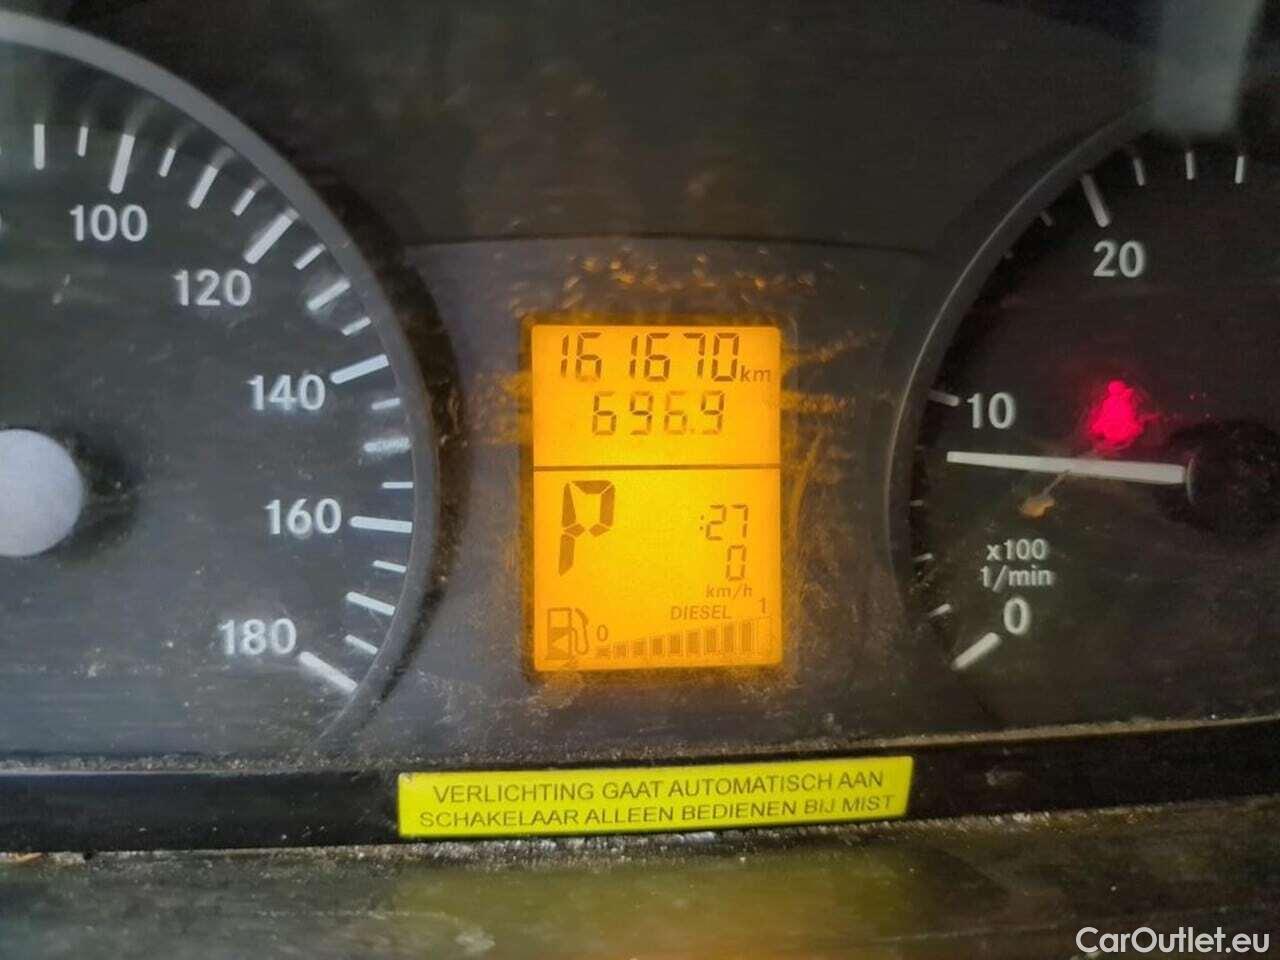 100
120
140
160
180
161670 km
696.9
P
:27
0
km/h
DIESEL
0 1
20
10
x100
1/min
0
VERLICHTING GAAT AUTOMATISCH AAN
SCHAKELAAR ALLEEN BEDIENEN BIJ MIST
CarOutlet.eu